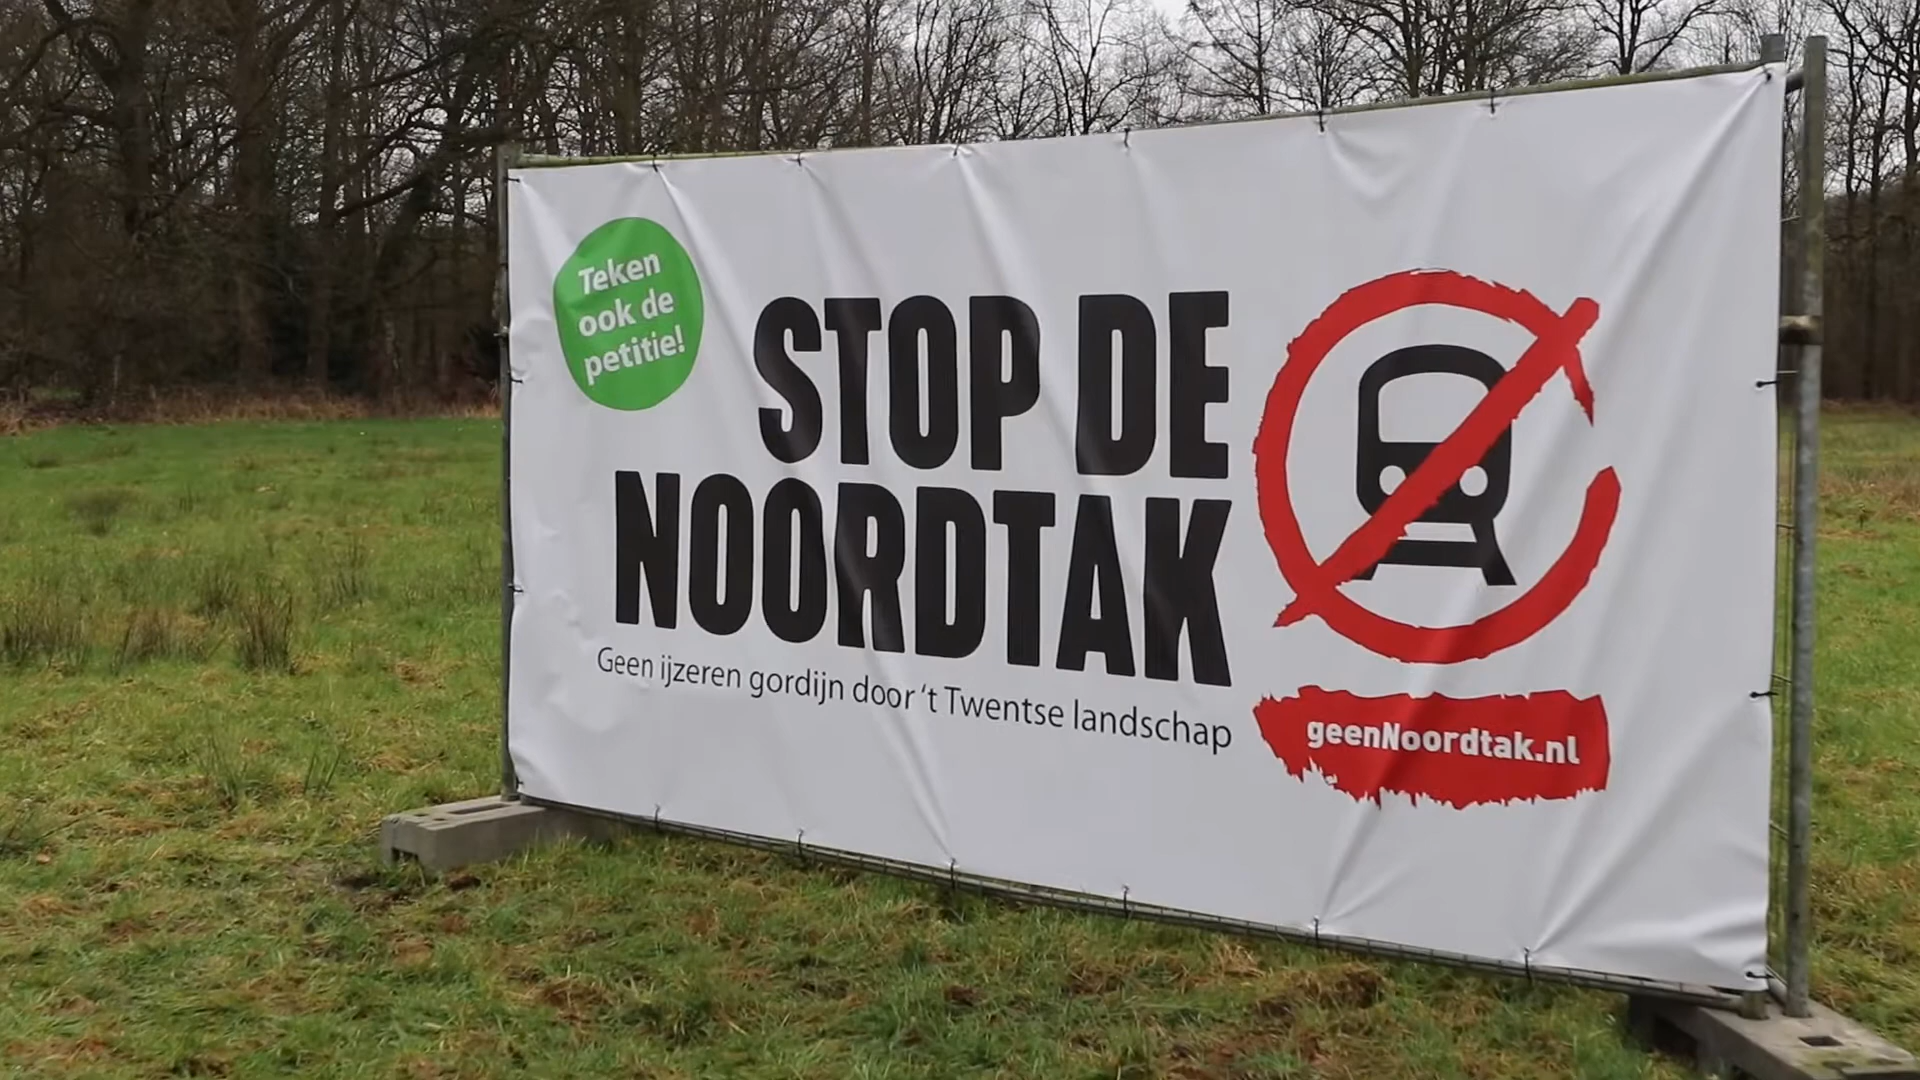 Teken
ook de
petitie!
STOP DE
NOORDTAK
Geen ijzeren gordijn door ‘t Twentse landschap
geenNoordtak.nl